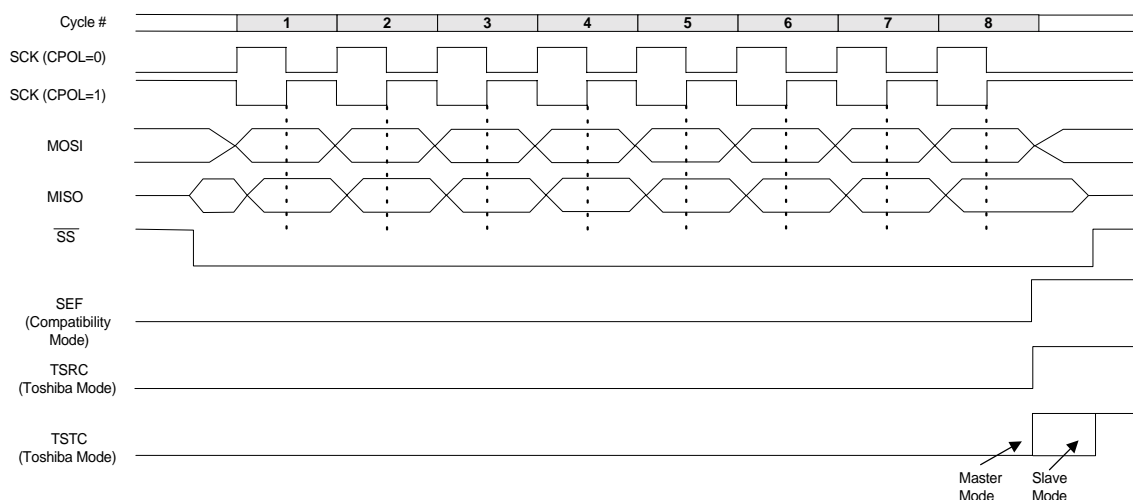 Cycle # 1 2 3 4 5 6 7 8
SCK (CPOL=0)
SCK (CPOL=1)
MOSI
MISO
SS
SEF
(Compatibility
Mode)
TSRC
(Toshiba Mode)
TSTC
(Toshiba Mode)
Master
Mode
Slave
Mode